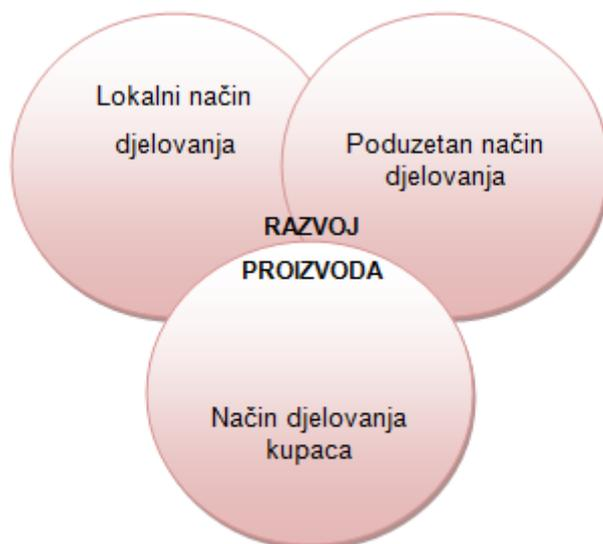 Lokalni način
djelovanja
Poduzetan način
djelovanja
RAZVOJ
PROIZVODA
Način djelovanja
kupaca